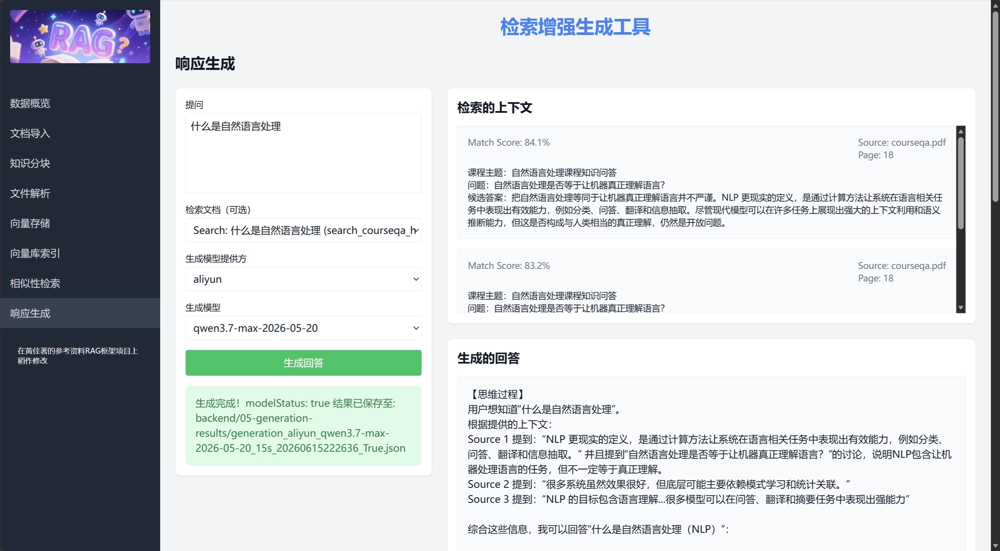 RAG?
数据概览
文档导入
知识分块
文件解析
向量存储
向量库索引
相似性检索
响应生成
在黄佳著的参考资料RAG框架项目上
稍作修改
检索增强生成工具
响应生成
提问
什么是自然语言处理
检索文档（可选）
Search: 什么是自然语言处理 (search_courseqa_h
生成模型提供方
aliyun
生成模型
qwen3.7-max-2026-05-20
生成回答
生成完成！modelStatus: true 结果已保存至:
backend/05-generation-
results/generation_aliyun_qwen3.7-max-
2026-05-20_15s_20260615222636_True.json
检索的上下文
Match Score: 84.1%
Source: courseqa.pdf
Page: 18
课程主题：自然语言处理课程知识问答
问题：自然语言处理是否等于让机器真正理解语言？
候选答案：把自然语言处理等同于让机器真正理解语言并不严谨。NLP 更现实的定义，是通过计算方法让系统在语言相关任
务中表现出有效能力，例如分类、问答、翻译和信息抽取。尽管现代模型可以在许多任务上展现出强大的上下文利用和语义
推断能力，但这是否构成与人类相当的真正理解，仍然是开放问题。
Match Score: 83.2%
Source: courseqa.pdf
Page: 18
课程主题：自然语言处理课程知识问答
问题：自然语言处理是否等于让机器真正理解语言？
生成的回答
【思维过程】
用户想知道“什么是自然语言处理”。
根据提供的上下文：
Source 1 提到：“NLP 更现实的定义，是通过计算方法让系统在语言相关任务中表现出有效能力，例如分类、
问答、翻译和信息抽取。” 并且提到“自然语言处理是否等于让机器真正理解语言？”的讨论，说明NLP包含让机
器处理语言的任务，但不一定等于真正理解。
Source 2 提到：“很多系统虽然效果很好，但底层可能主要依赖模式学习和统计关联。”
Source 3 提到：“NLP 的目标包含语言理解...很多模型可以在问答、翻译和摘要任务中表现出强能力”
综合这些信息，我可以回答“什么是自然语言处理（NLP）”：